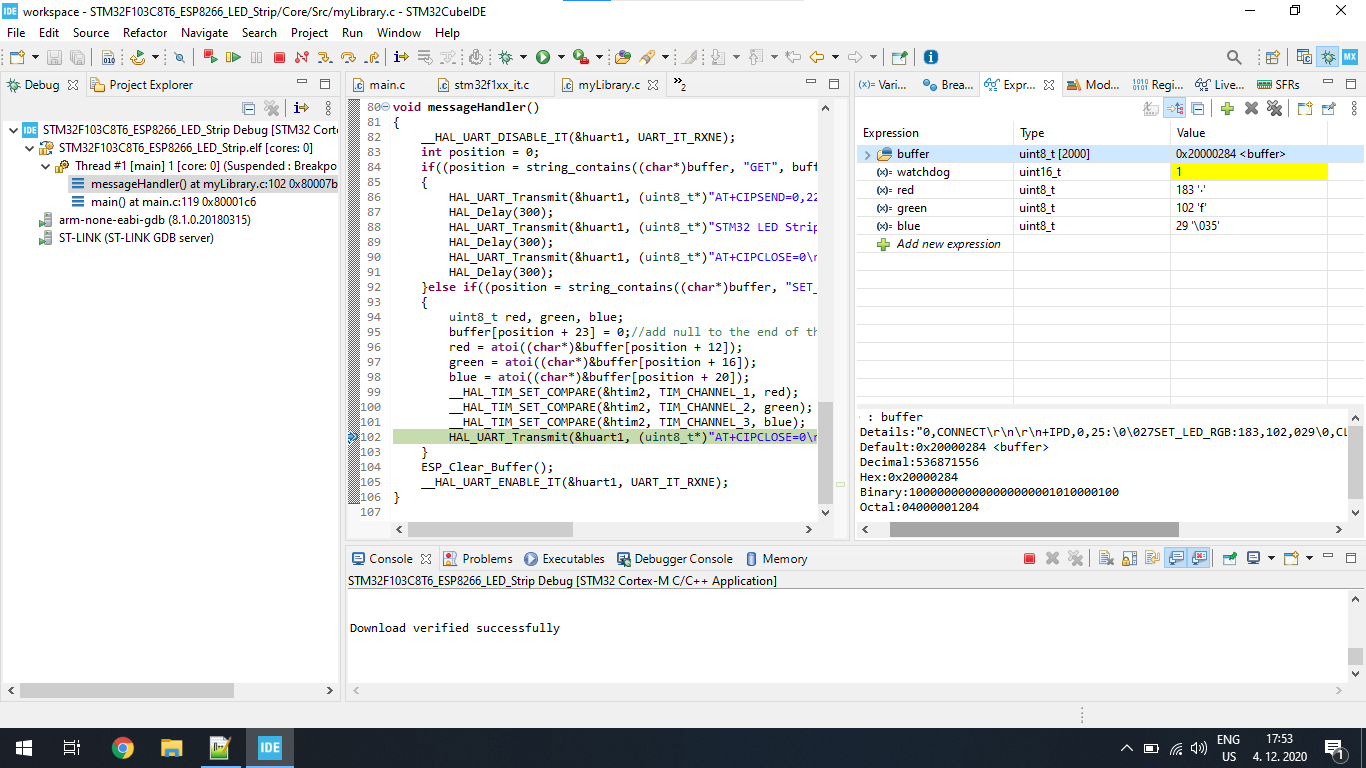 IDE workspace - STM32F103C8T6_ESP8266_LED_Strip/Core/Src/myLibrary.c - STM32CubeIDE
File Edit Source Refactor Navigate Search Project Run Window Help
MX
Debug Project Explorer
IDE STM32F103C8T6_ESP8266_LED_Strip Debug [STM32 Cort
STM32F103C8T6_ESP8266_LED_Strip.elf [cores: 0]
Thread #1 [main] 1 [core: 0] (Suspended : Breakpo
messageHandler() at myLibrary.c:102 0x80007b
main() at main.c:119 0x80001c6
arm-none-eabi-gdb (8.1.0.20180315)
ST-LINK (ST-LINK GDB server)
main.c stm32f1xx_it.c myLibrary.c »2
80 void messageHandler()
81 {
82 __HAL_UART_DISABLE_IT(&huart1, UART_IT_RXNE);
83 int position = 0;
84 if((position = string_contains((char*)buffer, "GET", buff
85 {
86 HAL_UART_Transmit(&huart1, (uint8_t*)"AT+CIPSEND=0,22
87 HAL_Delay(300);
88 HAL_UART_Transmit(&huart1, (uint8_t*)"STM32 LED Strip
89 HAL_Delay(300);
90 HAL_UART_Transmit(&huart1, (uint8_t*)"AT+CIPCLOSE=0\r
91 HAL_Delay(300);
92 }else if((position = string_contains((char*)buffer, "SET_
93 {
94 uint8_t red, green, blue;
95 buffer[position + 23] = 0;//add null to the end of th
96 red = atoi((char*)&buffer[position + 12]);
97 green = atoi((char*)&buffer[position + 16]);
98 blue = atoi((char*)&buffer[position + 20]);
99 __HAL_TIM_SET_COMPARE(&htim2, TIM_CHANNEL_1, red);
100 __HAL_TIM_SET_COMPARE(&htim2, TIM_CHANNEL_2, green);
101 __HAL_TIM_SET_COMPARE(&htim2, TIM_CHANNEL_3, blue);
102 HAL_UART_Transmit(&huart1, (uint8_t*)"AT+CIPCLOSE=0\r
103 }
104 ESP_Clear_Buffer();
105 __HAL_UART_ENABLE_IT(&huart1, UART_IT_RXNE);
106 }
107
(x)= Vari... Brea... Expr... Mod... Regi... Live... SFRs
Expression Type Value
buffer uint8_t [2000] 0x20000284 <buffer>
(x)= watchdog uint16_t 1
(x)= red uint8_t 183 '·'
(x)= green uint8_t 102 'f'
(x)= blue uint8_t 29 '\035'
Add new expression
: buffer
Details:"0,CONNECT\r\n\r\n+IPD,0,25:\0\027SET_LED_RGB:183,102,029\0,CL
Default:0x20000284 <buffer>
Decimal:536871556
Hex:0x20000284
Binary:100000000000000000001010000100
Octal:04000001204
Console Problems Executables Debugger Console Memory
STM32F103C8T6_ESP8266_LED_Strip Debug [STM32 Cortex-M C/C++ Application]
Download verified successfully
IDE
ENG
US
17:53
4. 12. 2020
1